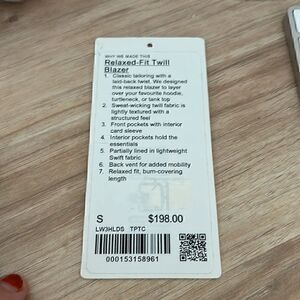 WHY WE MADE THIS
Relaxed-Fit Twill
Blazer
1. Classic tailoring with a
laid-back twist. We designed
this relaxed blazer to layer
over your favourite hoodie,
turtleneck, or tank top
2. Sweat-wicking twill fabric is
lightly textured with a
structured feel
3. Front pockets with interior
card sleeve
4. Interior pockets hold the
essentials
5. Partially lined in lightweight
Swift fabric
6. Back vent for added mobility
7. Relaxed fit, bum-covering
length
S $198.00
LW3HLDS TPTC
000153158961